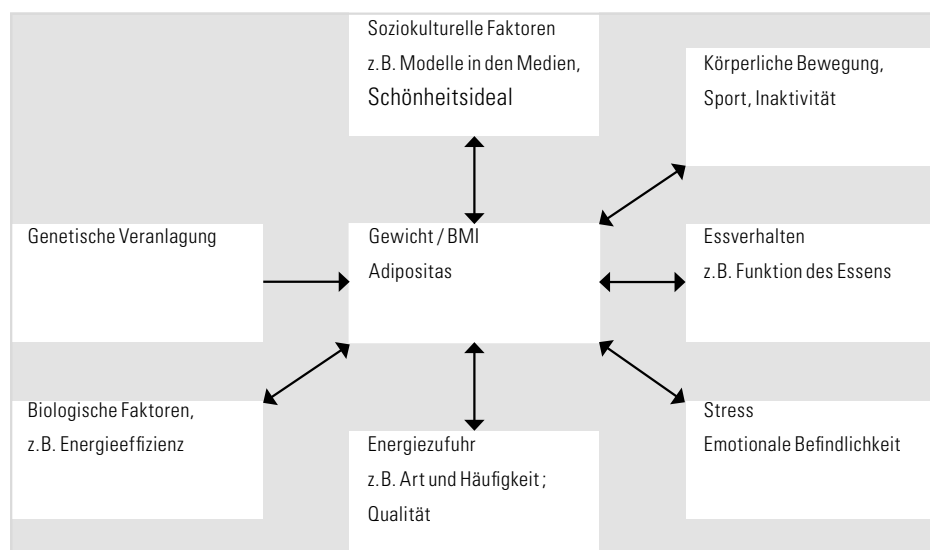 Soziokulturelle Faktoren
z.B. Modelle in den Medien,
Schönheitsideal
Körperliche Bewegung,
Sport, Inaktivität
Genetische Veranlagung
Gewicht / BMI
Adipositas
Essverhalten
z.B. Funktion des Essens
Biologische Faktoren,
z.B. Energieeffizienz
Energiezufuhr
z.B. Art und Häufigkeit ;
Qualität
Stress
Emotionale Befindlichkeit